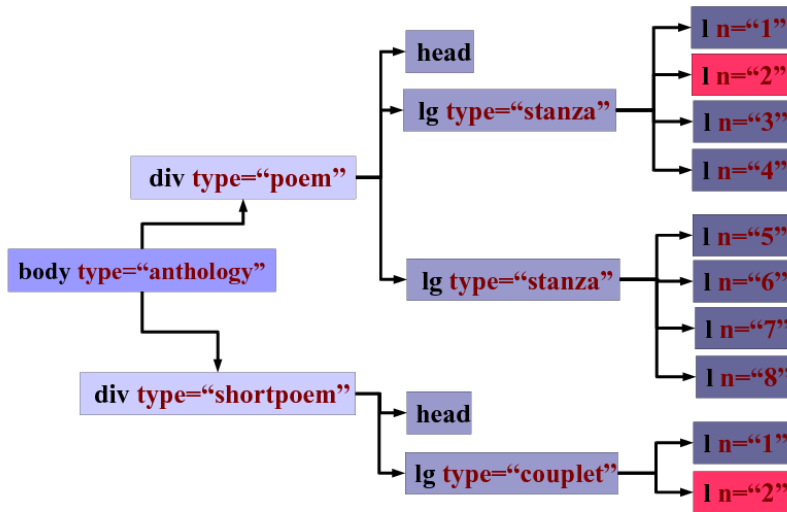 body type=“anthology”
div type=“poem”
head
lg type=“stanza”
l n=“1”
l n=“2”
l n=“3”
l n=“4”
lg type=“stanza”
l n=“5”
l n=“6”
l n=“7”
l n=“8”
div type=“shortpoem”
head
lg type=“couplet”
l n=“1”
l n=“2”